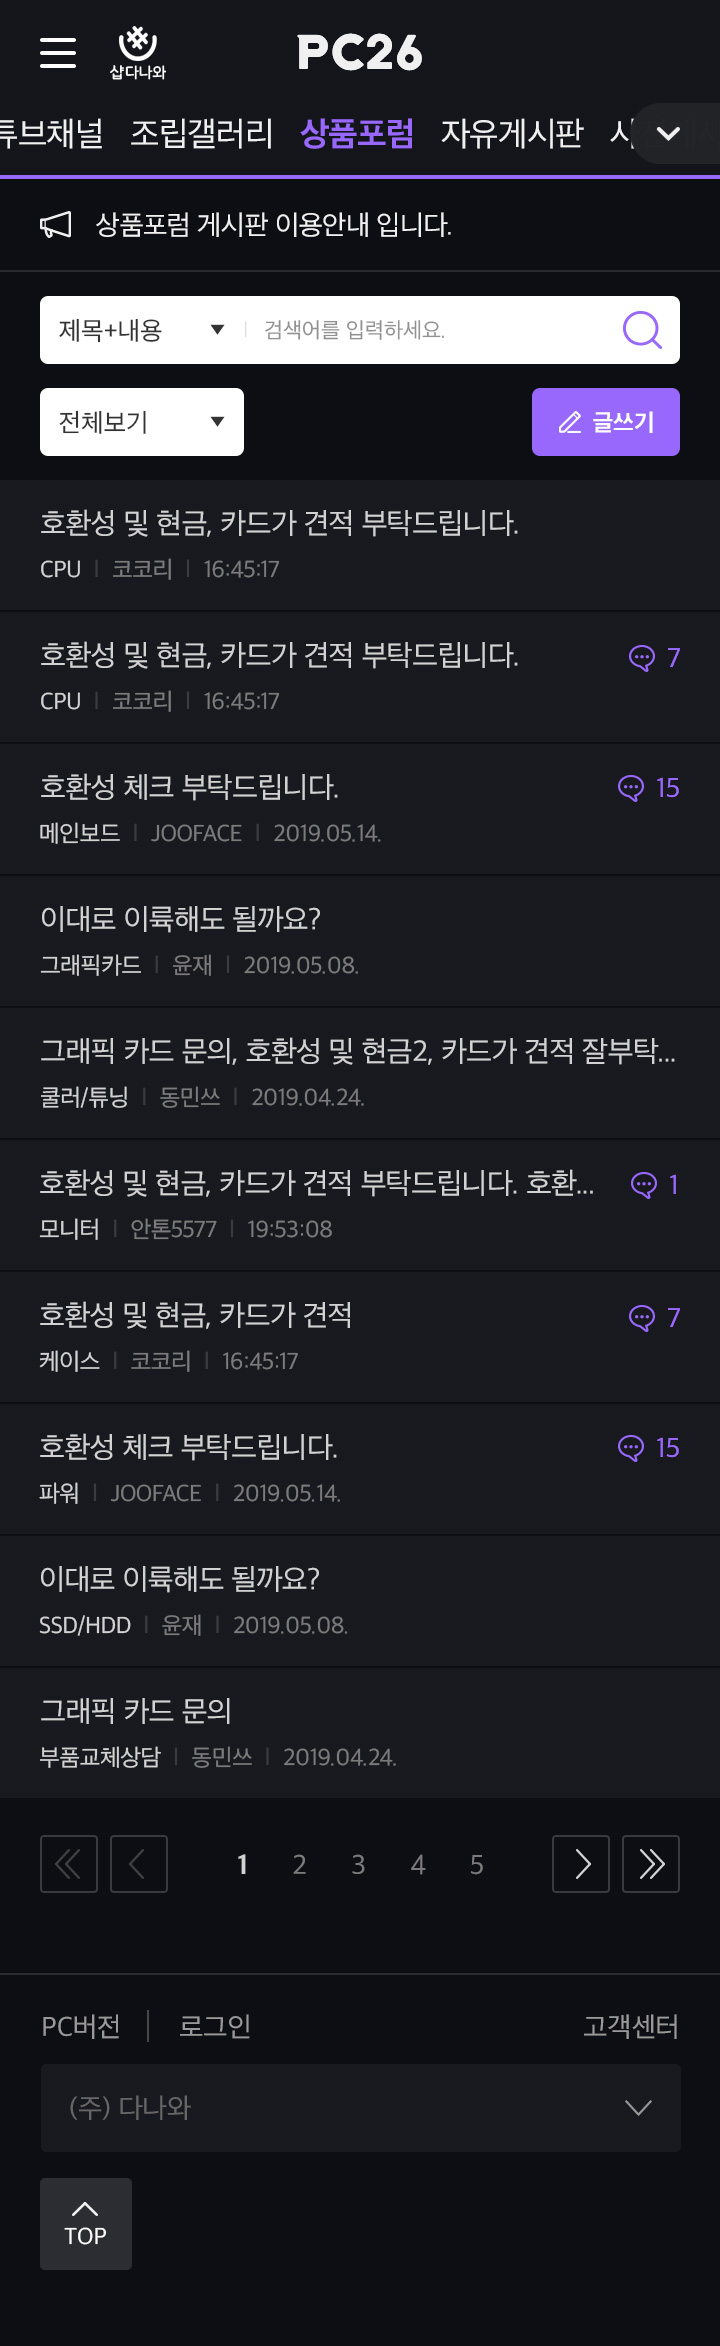 샵다나와
PC26
튜브채널 조립갤러리 상품포럼 자유게시판
상품포럼 게시판 이용안내 입니다.
제목+내용 검색어를 입력하세요.
전체보기 글쓰기
호환성 및 현금, 카드가 견적 부탁드립니다.
CPU 코코리 16:45:17
호환성 및 현금, 카드가 견적 부탁드립니다. 7
CPU 코코리 16:45:17
호환성 체크 부탁드립니다. 15
메인보드 JOOFACE 2019.05.14.
이대로 이륙해도 될까요?
그래픽카드 윤재 2019.05.08.
그래픽 카드 문의, 호환성 및 현금2, 카드가 견적 잘부탁...
쿨러/튜닝 동민쓰 2019.04.24.
호환성 및 현금, 카드가 견적 부탁드립니다. 호환... 1
모니터 안톤5577 19:53:08
호환성 및 현금, 카드가 견적 7
케이스 코코리 16:45:17
호환성 체크 부탁드립니다. 15
파워 JOOFACE 2019.05.14.
이대로 이륙해도 될까요?
SSD/HDD 윤재 2019.05.08.
그래픽 카드 문의
부품교체상담 동민쓰 2019.04.24.
1 2 3 4 5
PC버전 로그인 고객센터
(주) 다나와
TOP